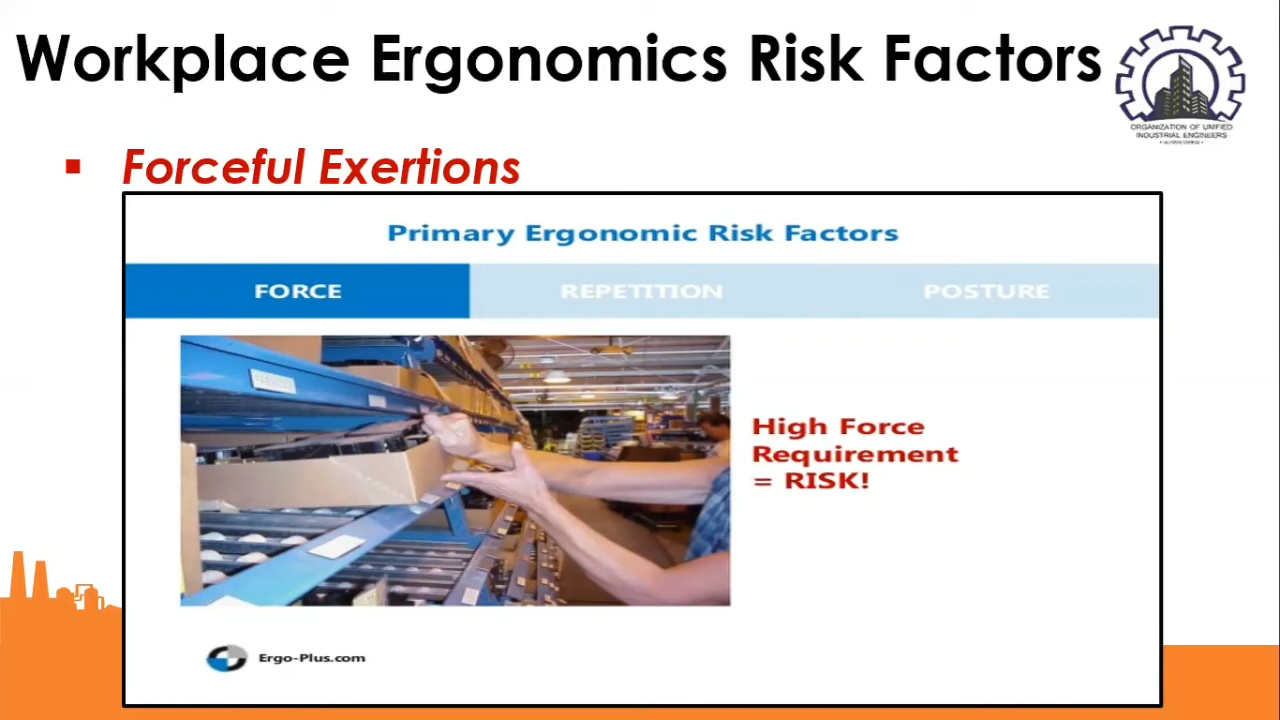 Workplace Ergonomics Risk Factors
ORGANIZATION OF UNIFIED
INDUSTRIAL ENGINEERS
Forceful Exertions
Primary Ergonomic Risk Factors
FORCE REPETITION POSTURE
High Force
Requirement
= RISK!
Ergo-Plus.com